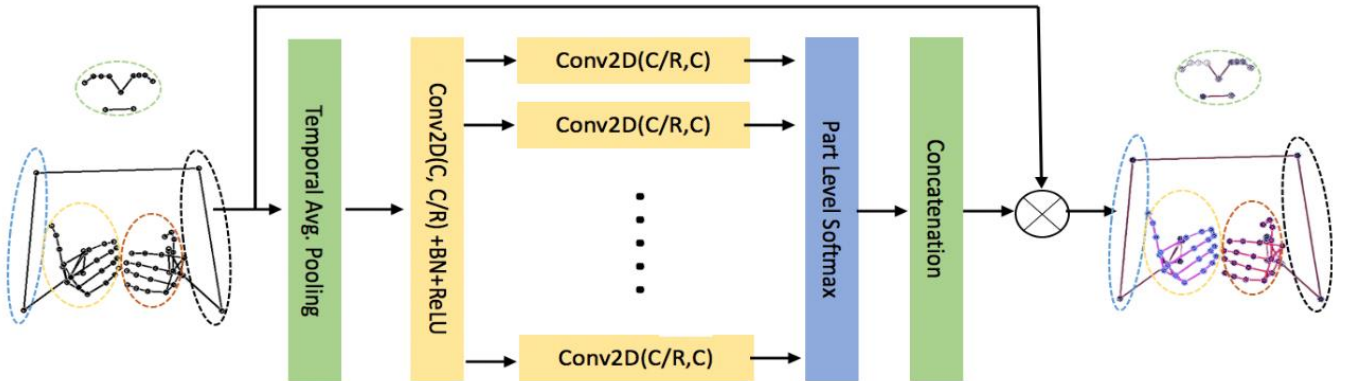 Temporal Avg. Pooling
Conv2D(C, C/R) +BN+ReLU
Conv2D(C/R,C)
Conv2D(C/R,C)
Conv2D(C/R,C)
Part Level Softmax
Concatenation